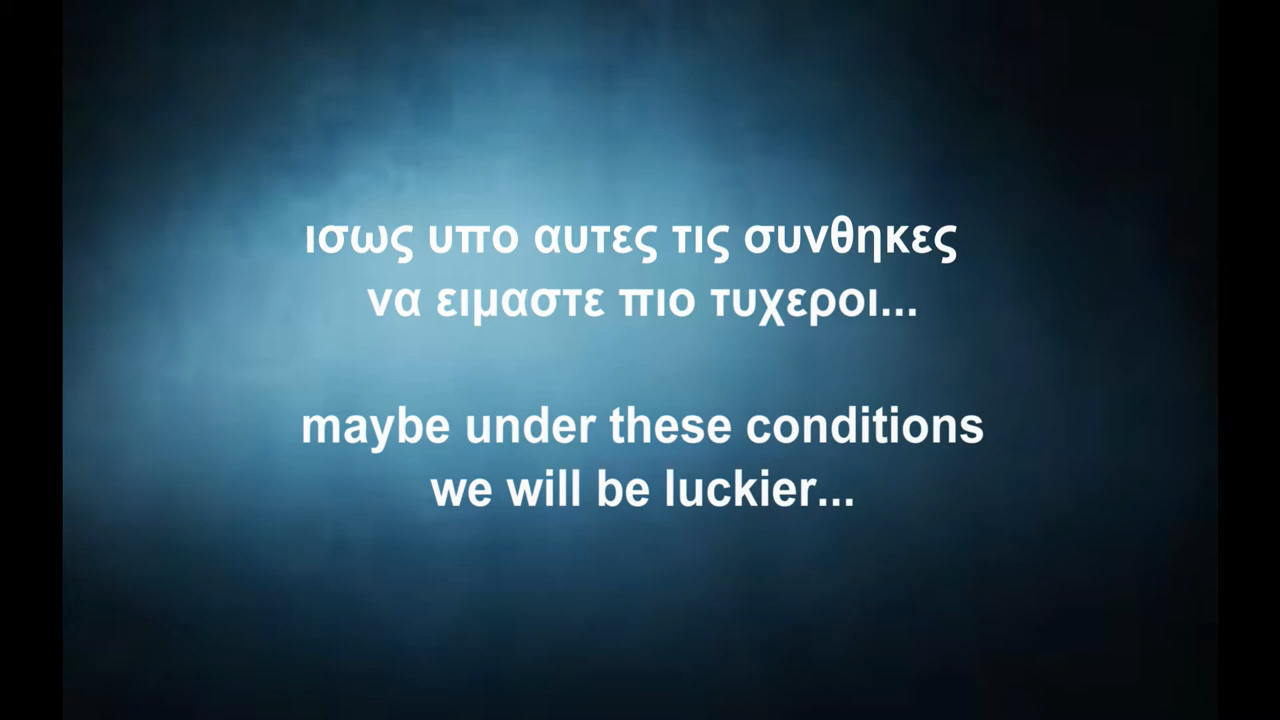 ισως υπο αυτες τις συνθηκες
να ειμαστε πιο τυχεροι...
maybe under these conditions
we will be luckier...